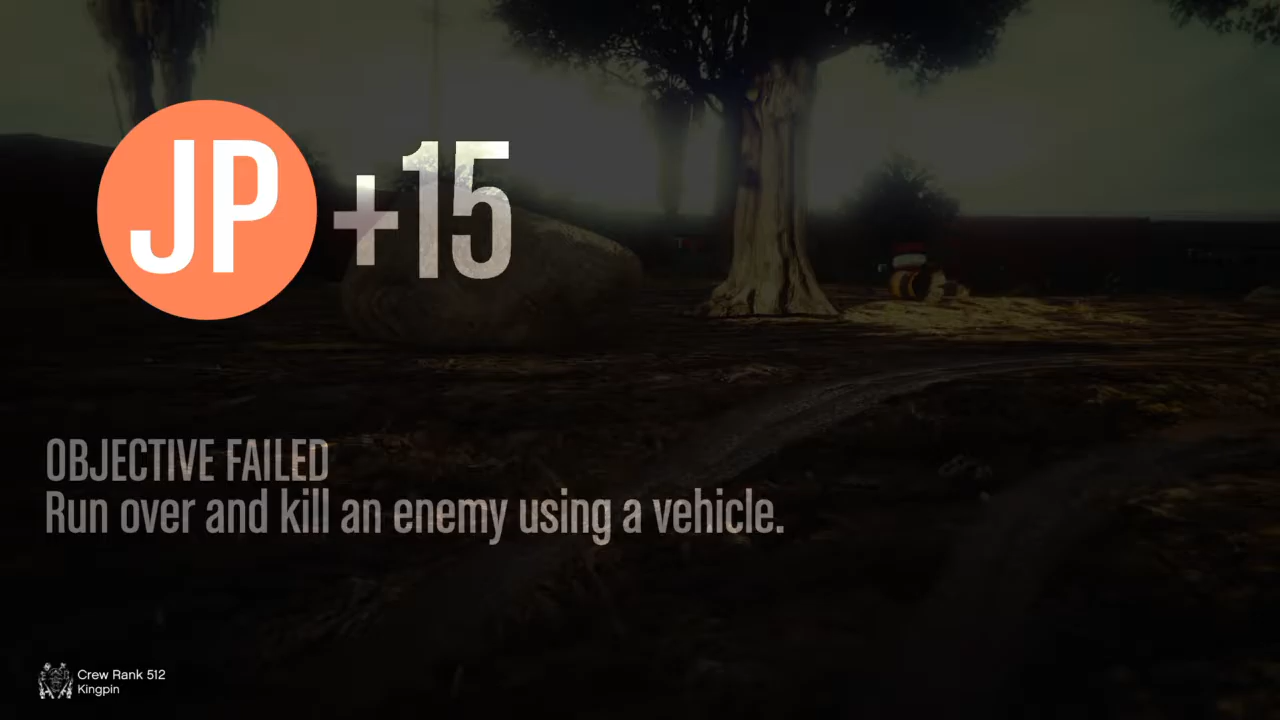 JP +15
OBJECTIVE FAILED
Run over and kill an enemy using a vehicle.
Crew Rank 512
Kingpin